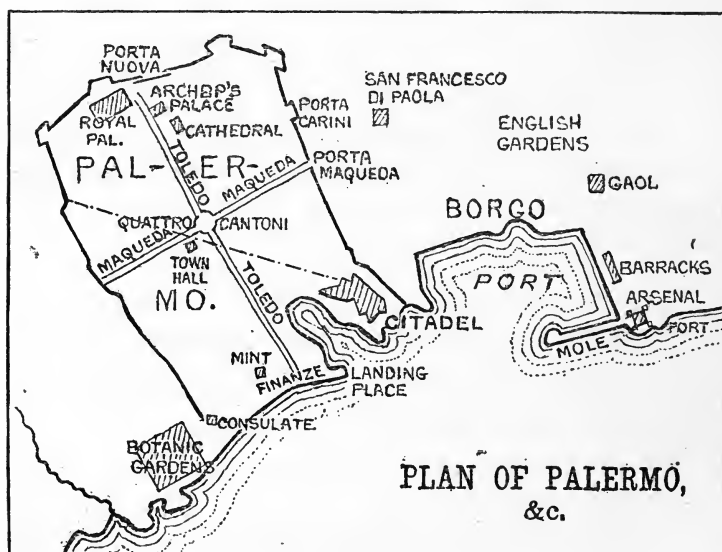 PORTA
NUOVA
ARCHBP'S
PALACE
ROYAL
PAL.
CATHEDRAL
PORTA
CARINI
SAN FRANCESCO
DI PAOLA
ENGLISH
GARDENS
GAOL
PAL-ER-
TOLEDO
MAQUEDA
PORTA
MAQUEDA
BORGO
QUATTRO CANTONI
MAQUEDA
TOWN
HALL
MO.
TOLEDO
PORT
BARRACKS
ARSENAL
FORT
MOLE
CITADEL
MINT
FINANZE
LANDING
PLACE
CONSULATE
BOTANIC
GARDENS
PLAN OF PALERMO,
&c.